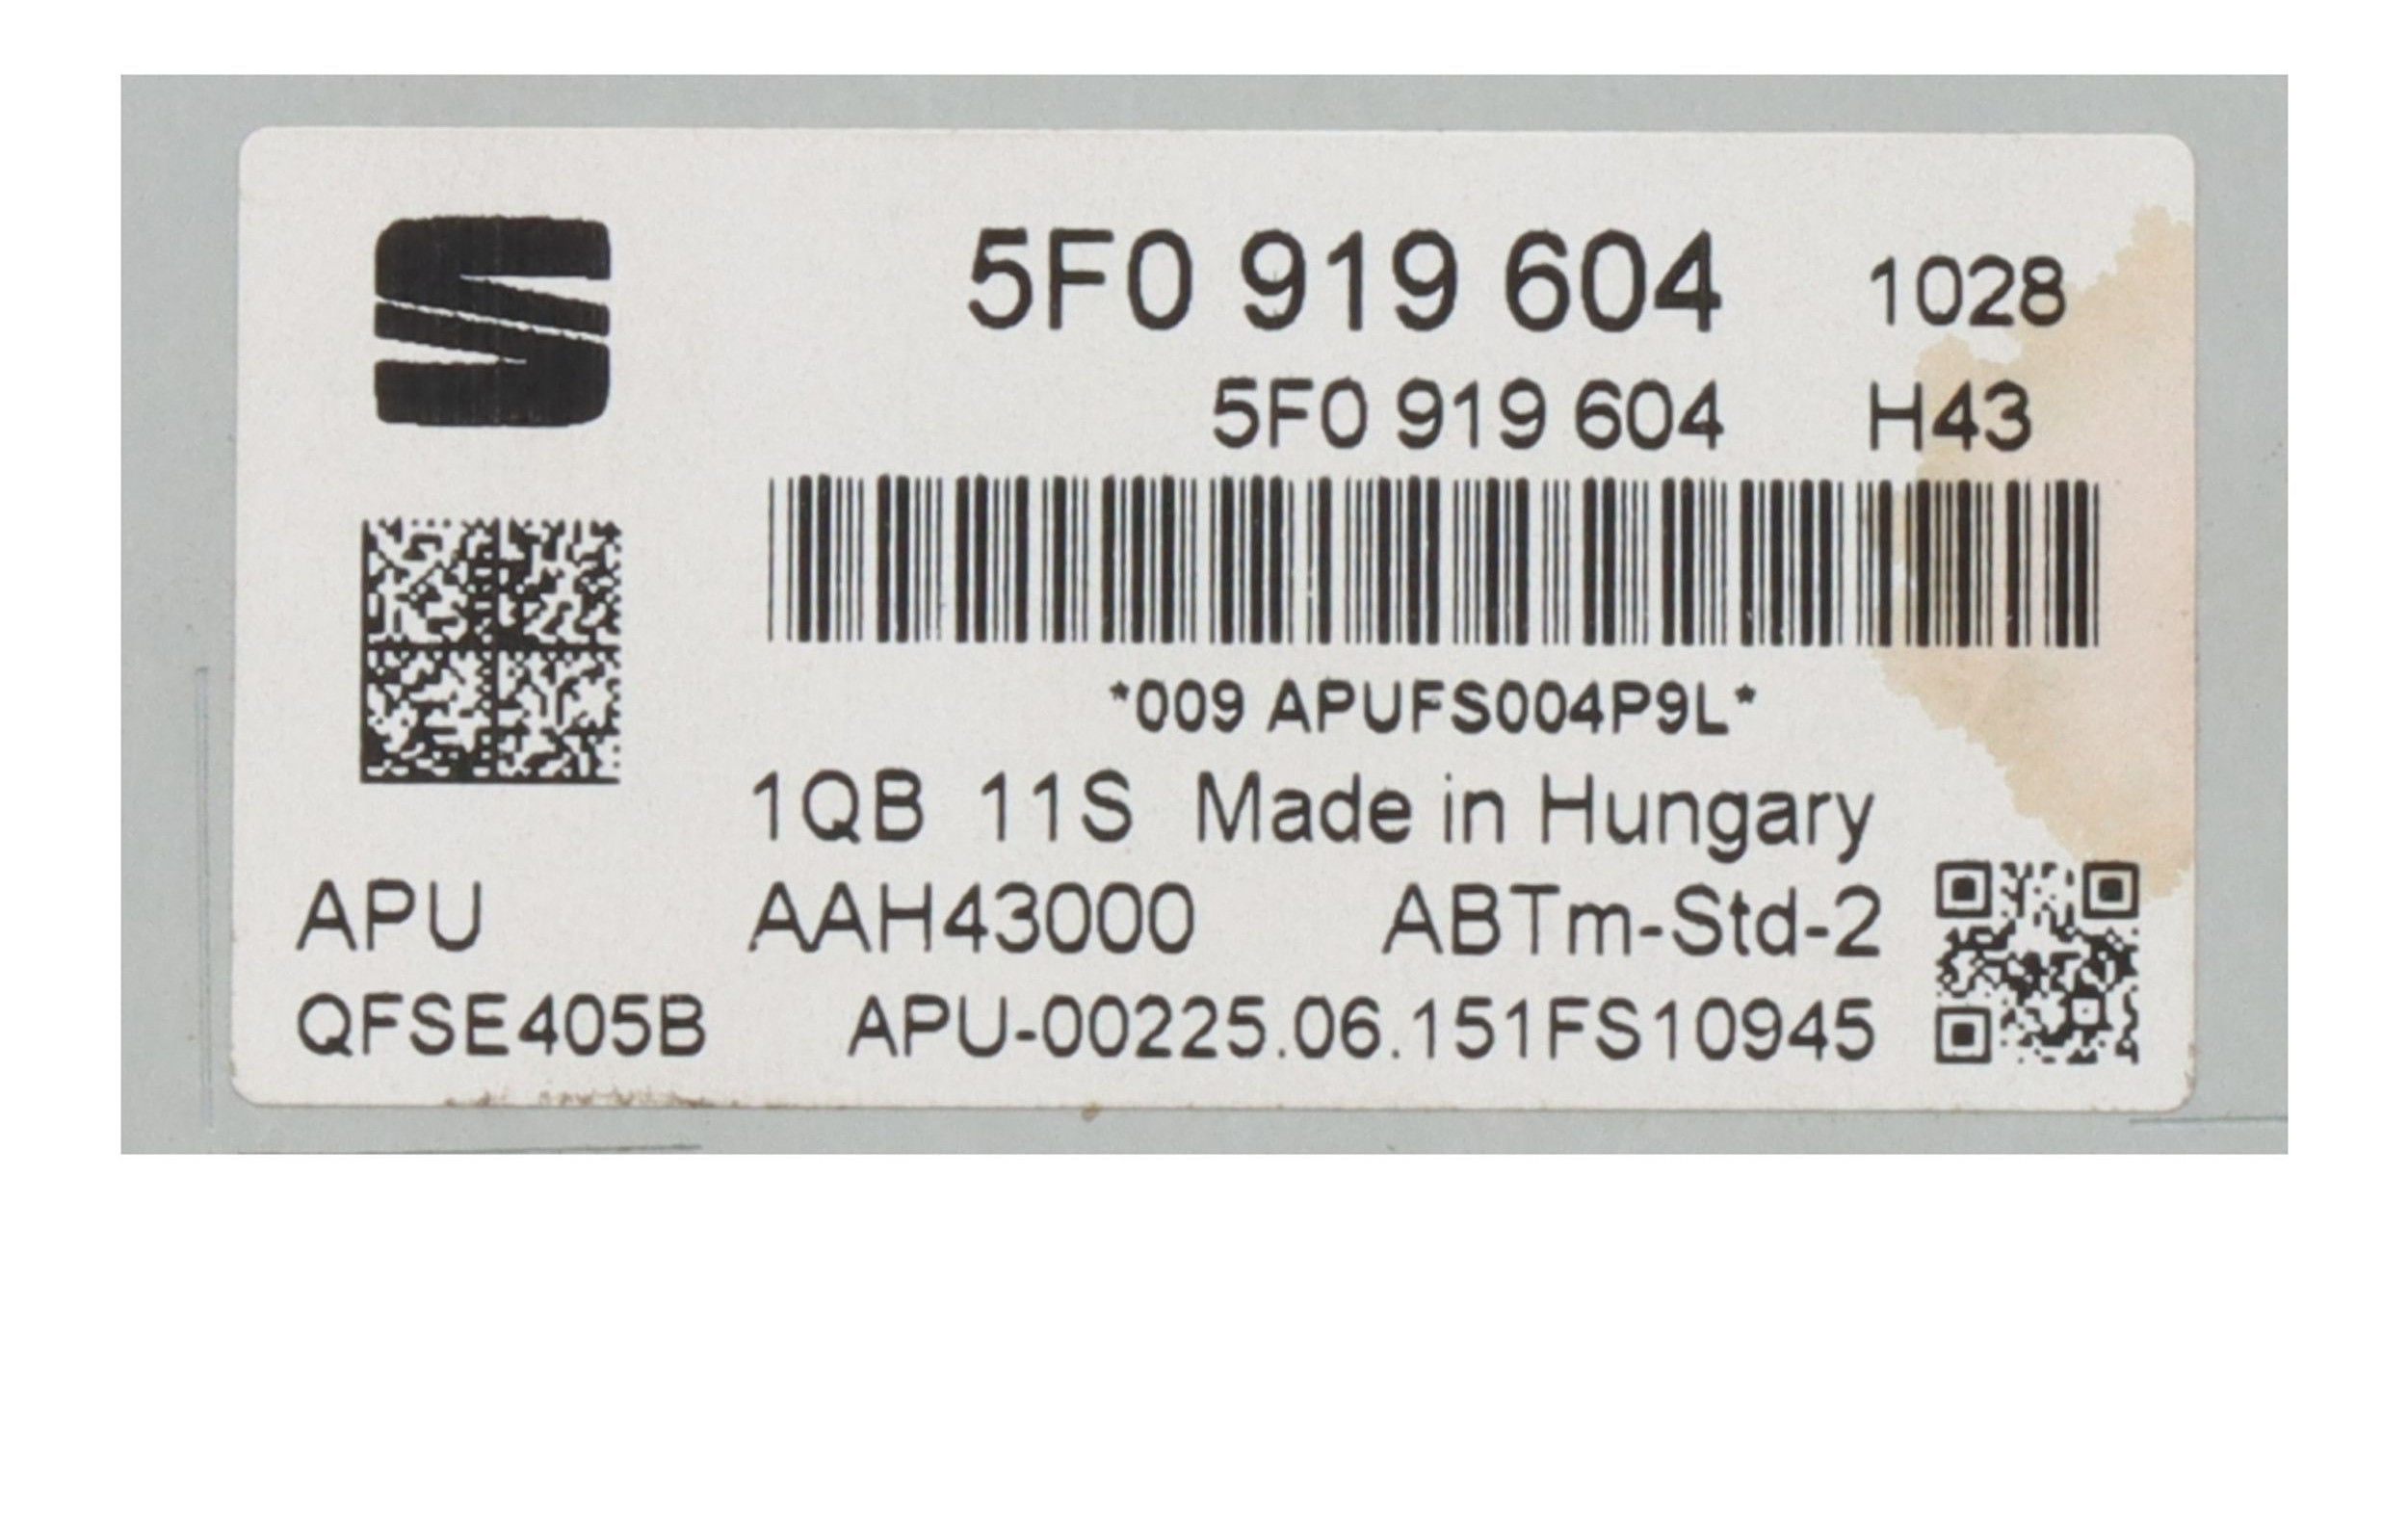 5F0 919 604 1028
5F0 919 604 H43
*009 APUFS004P9L*
1QB 11S Made in Hungary
APU AAH43000 ABTm-Std-2
QFSE405B APU-00225.06.151FS10945